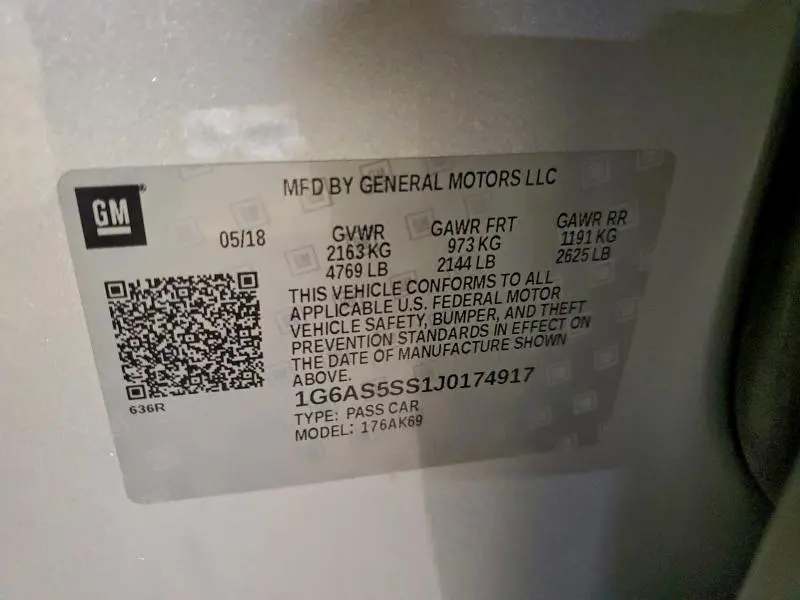 GM
MFD BY GENERAL MOTORS LLC
05/18 GVWR GAWR FRT GAWR RR
2163 KG 973 KG 1191 KG
4769 LB 2144 LB 2625 LB
THIS VEHICLE CONFORMS TO ALL
APPLICABLE U.S. FEDERAL MOTOR
VEHICLE SAFETY, BUMPER, AND THEFT
PREVENTION STANDARDS IN EFFECT ON
THE DATE OF MANUFACTURE SHOWN
ABOVE.
1G6AS5SS1J0174917
636R
TYPE: PASS CAR
MODEL: 176AK69